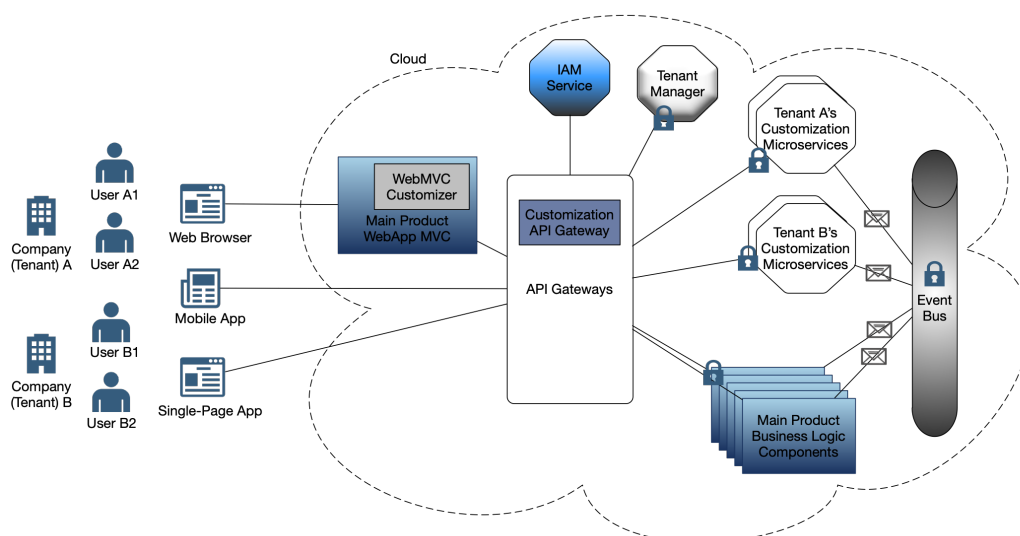 Cloud
IAM
Service
Tenant
Manager
Tenant A's
Customization
Microservices
User A1
WebMVC
Customizer
Main Product
WebApp MVC
Customization
API Gateway
Web Browser
Company
(Tenant) A
User A2
Tenant B's
Customization
Microservices
API Gateways
Event
Bus
Mobile App
User B1
Company
(Tenant) B
User B2
Single-Page App
Main Product
Business Logic
Components